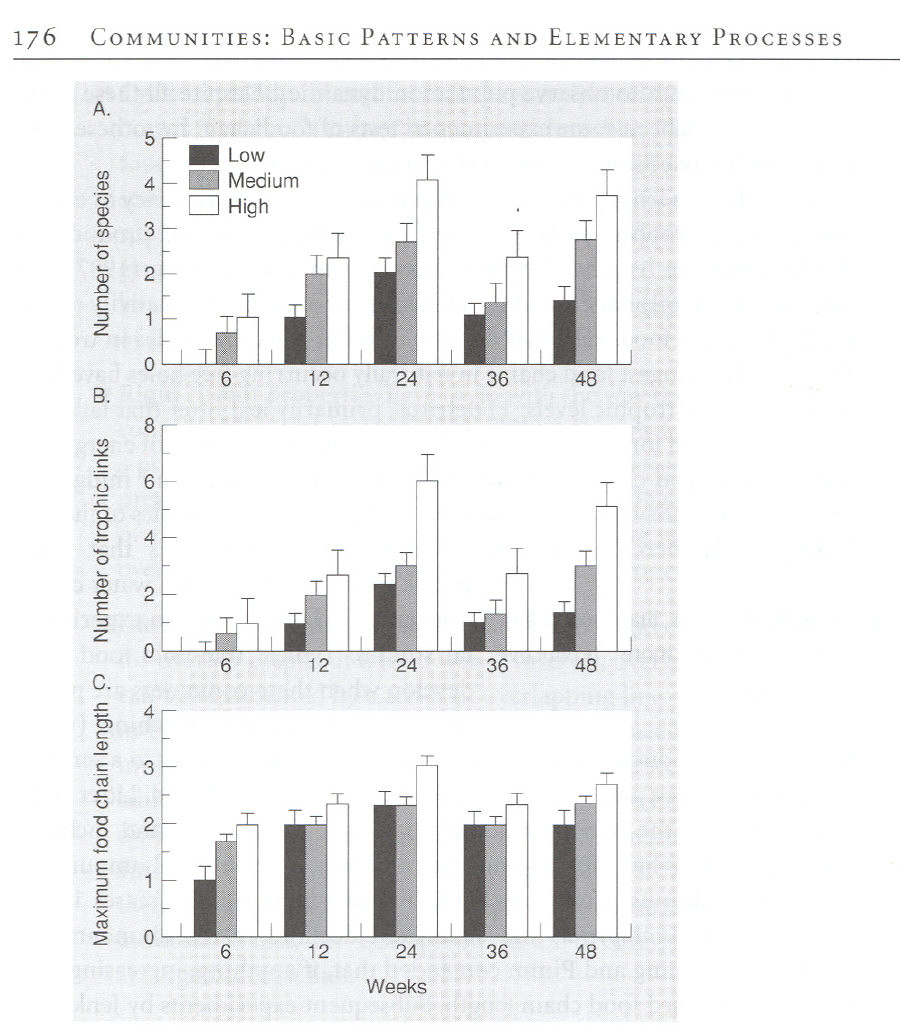 176 COMMUNITIES: BASIC PATTERNS AND ELEMENTARY PROCESSES
A.
Number of species
5
4
3
2
1
0
Low
Medium
High
6 12 24 36 48
B.
Number of trophic links
8
6
4
2
0
6 12 24 36 48
C.
Maximum food chain length
4
3
2
1
0
6 12 24 36 48
Weeks